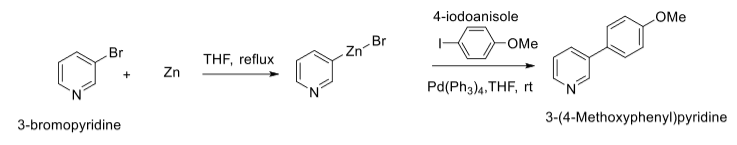 Br
N
+
Zn
3-bromopyridine
THF, reflux
Zn
Br
N
4-iodoanisole
I
OMe
Pd(Ph₃)₄,THF, rt
OMe
N
3-(4-Methoxyphenyl)pyridine